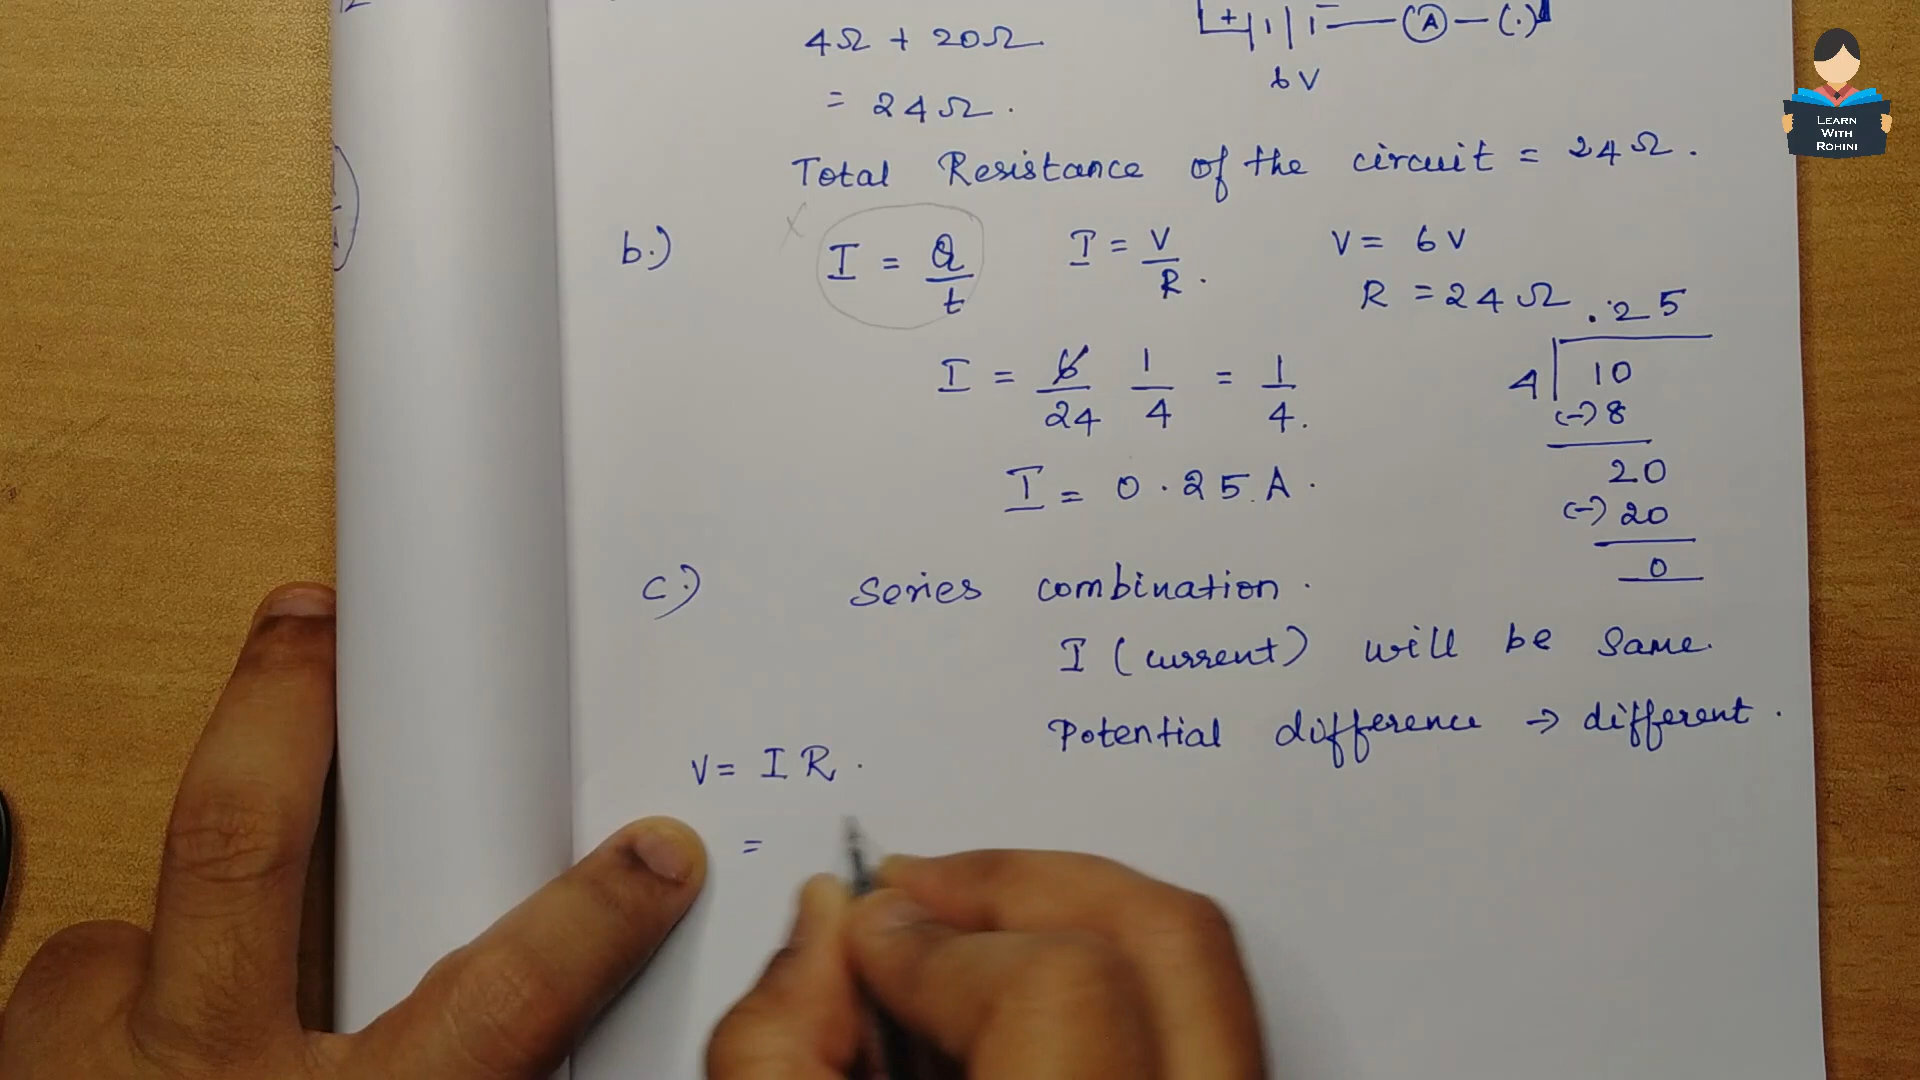 12
4Ω + 20Ω.
= 24Ω.
+ A (.)
6V
LEARN
WITH
ROHINI
Total Resistance of the circuit = 24Ω.
b.) x I = Q/t I = V/R. V = 6V
R = 24Ω
I = 6/24 1/4 = 1/4.
I = 0.25 A.
.25
4 10
(-) 8
20
(-) 20
0
c.) Series combination.
I (current) will be same.
Potential difference → different.
V = IR.
=